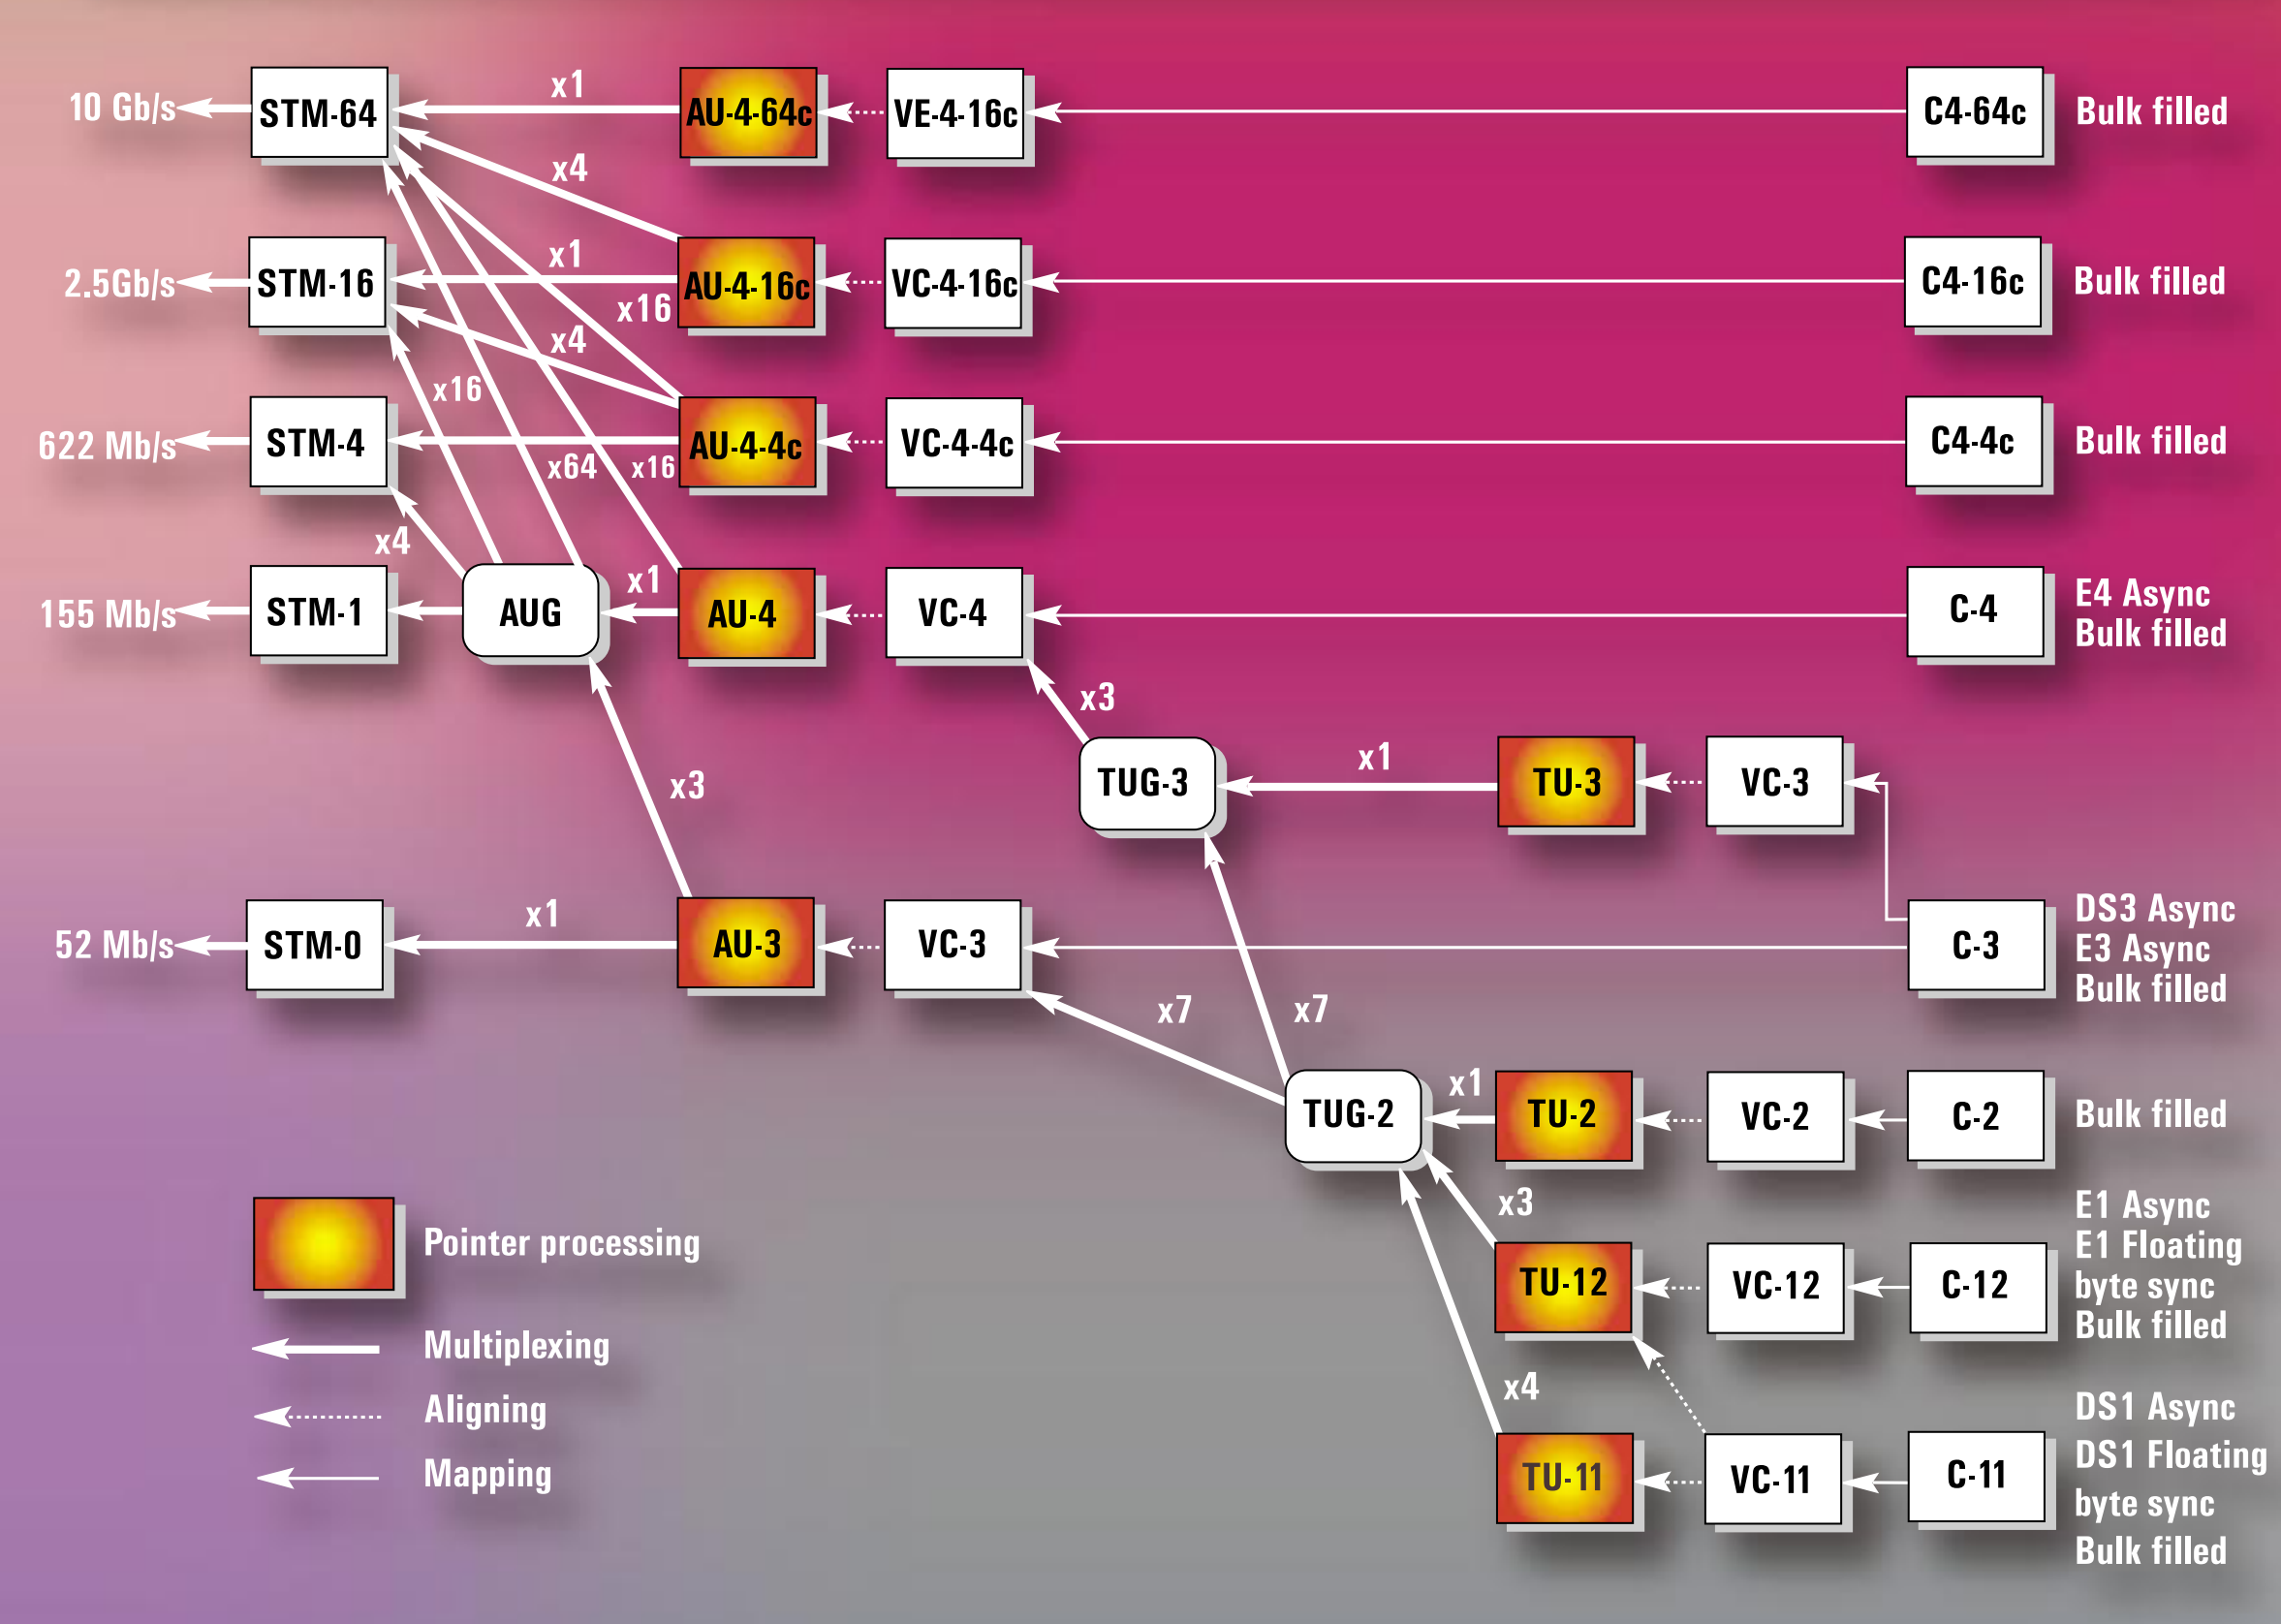 10 Gb/s STM-64 x1 AU-4-64c VE-4-16c C4-64c Bulk filled
x4
2.5Gb/s STM-16 x1 AU-4-16c VC-4-16c C4-16c Bulk filled
x16
x4
x16
622 Mb/s STM-4 AU-4-4c VC-4-4c C4-4c Bulk filled
x64 x16
x4
155 Mb/s STM-1 AUG x1 AU-4 VC-4 C-4 E4 Async
Bulk filled
x3
TUG-3 x1 TU-3 VC-3
x3
52 Mb/s STM-0 x1 AU-3 VC-3 C-3 DS3 Async
E3 Async
Bulk filled
x7 x7
TUG-2 x1 TU-2 VC-2 C-2 Bulk filled
x3
TU-12 VC-12 C-12 E1 Async
E1 Floating
byte sync
Bulk filled
x4
TU-11 VC-11 C-11 DS1 Async
DS1 Floating
byte sync
Bulk filled
Pointer processing
Multiplexing
Aligning
Mapping